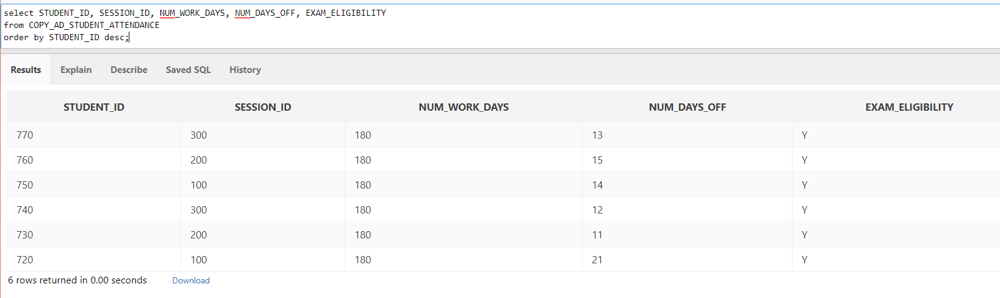 select STUDENT_ID, SESSION_ID, NUM_WORK_DAYS, NUM_DAYS_OFF, EXAM_ELIGIBILITY
from COPY_AD_STUDENT_ATTENDANCE
order by STUDENT_ID desc;
Results Explain Describe Saved SQL History
STUDENT_ID SESSION_ID NUM_WORK_DAYS NUM_DAYS_OFF EXAM_ELIGIBILITY
770 300 180 13 Y
760 200 180 15 Y
750 100 180 14 Y
740 300 180 12 Y
730 200 180 11 Y
720 100 180 21 Y
6 rows returned in 0.00 seconds Download